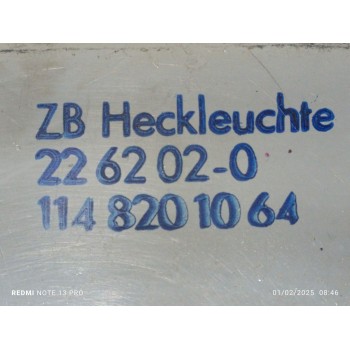 ZB Heckleuchte
22 62 02-0
114 820 10 64
REDMI NOTE 13 PRO
01/02/2025 08:46